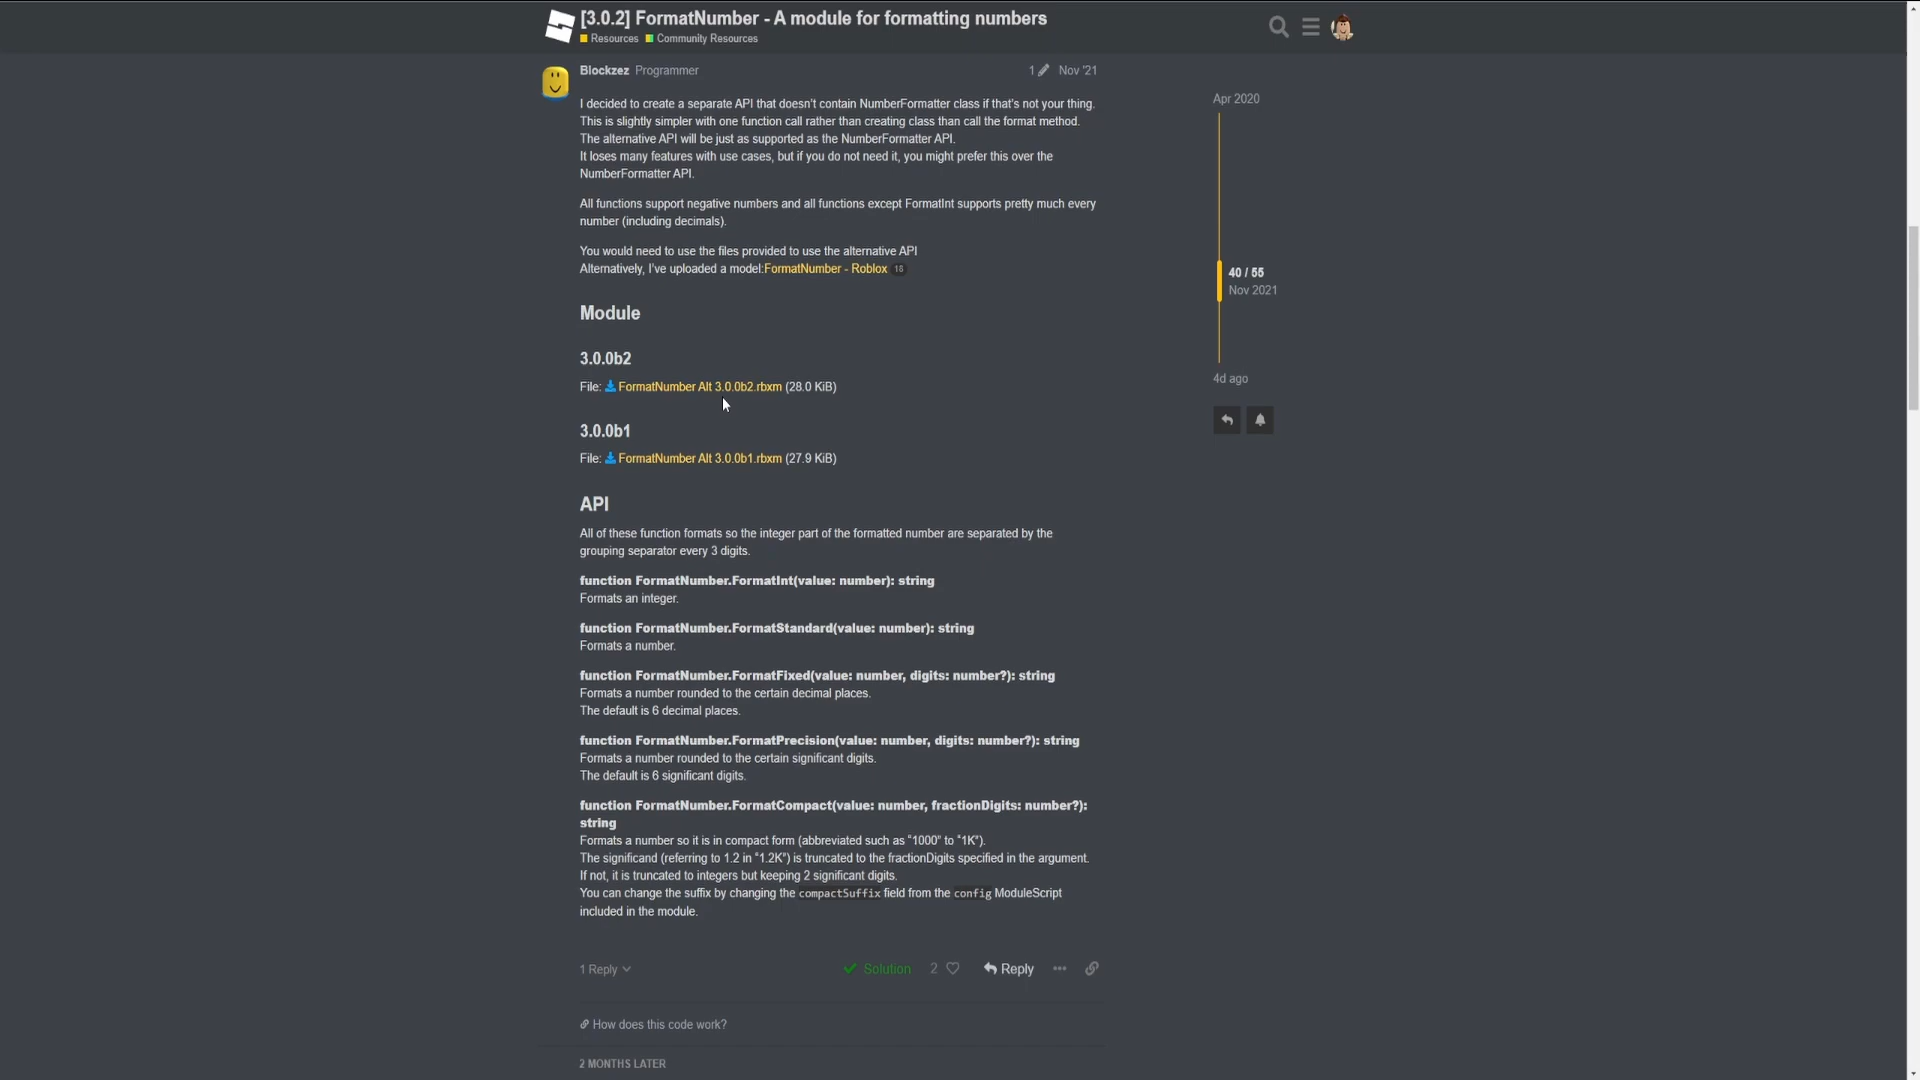 [3.0.2] FormatNumber - A module for formatting numbers
Resources Community Resources
Blockzez Programmer 1 Nov '21
I decided to create a separate API that doesn't contain NumberFormatter class if that's not your thing.
This is slightly simpler with one function call rather than creating class than call the format method.
The alternative API will be just as supported as the NumberFormatter API.
It loses many features with use cases, but if you do not need it, you might prefer this over the
NumberFormatter API.
All functions support negative numbers and all functions except FormatInt supports pretty much every
number (including decimals).
You would need to use the files provided to use the alternative API
Alternatively, I've uploaded a model:FormatNumber - Roblox 18
Module
3.0.0b2
File: FormatNumber Alt 3.0.0b2.rbxm (28.0 KiB)
3.0.0b1
File: FormatNumber Alt 3.0.0b1.rbxm (27.9 KiB)
API
All of these function formats so the integer part of the formatted number are separated by the
grouping separator every 3 digits.
function FormatNumber.FormatInt(value: number): string
Formats an integer.
function FormatNumber.FormatStandard(value: number): string
Formats a number.
function FormatNumber.FormatFixed(value: number, digits: number?): string
Formats a number rounded to the certain decimal places.
The default is 6 decimal places.
function FormatNumber.FormatPrecision(value: number, digits: number?): string
Formats a number rounded to the certain significant digits.
The default is 6 significant digits.
function FormatNumber.FormatCompact(value: number, fractionDigits: number?):
string
Formats a number so it is in compact form (abbreviated such as "1000" to "1K").
The significand (referring to 1.2 in "1.2K") is truncated to the fractionDigits specified in the argument.
If not, it is truncated to integers but keeping 2 significant digits.
You can change the suffix by changing the compactSuffix field from the config ModuleScript
included in the module.
1 Reply Solution 2 Reply
How does this code work?
2 MONTHS LATER
Apr 2020
40 / 55
Nov 2021
4d ago